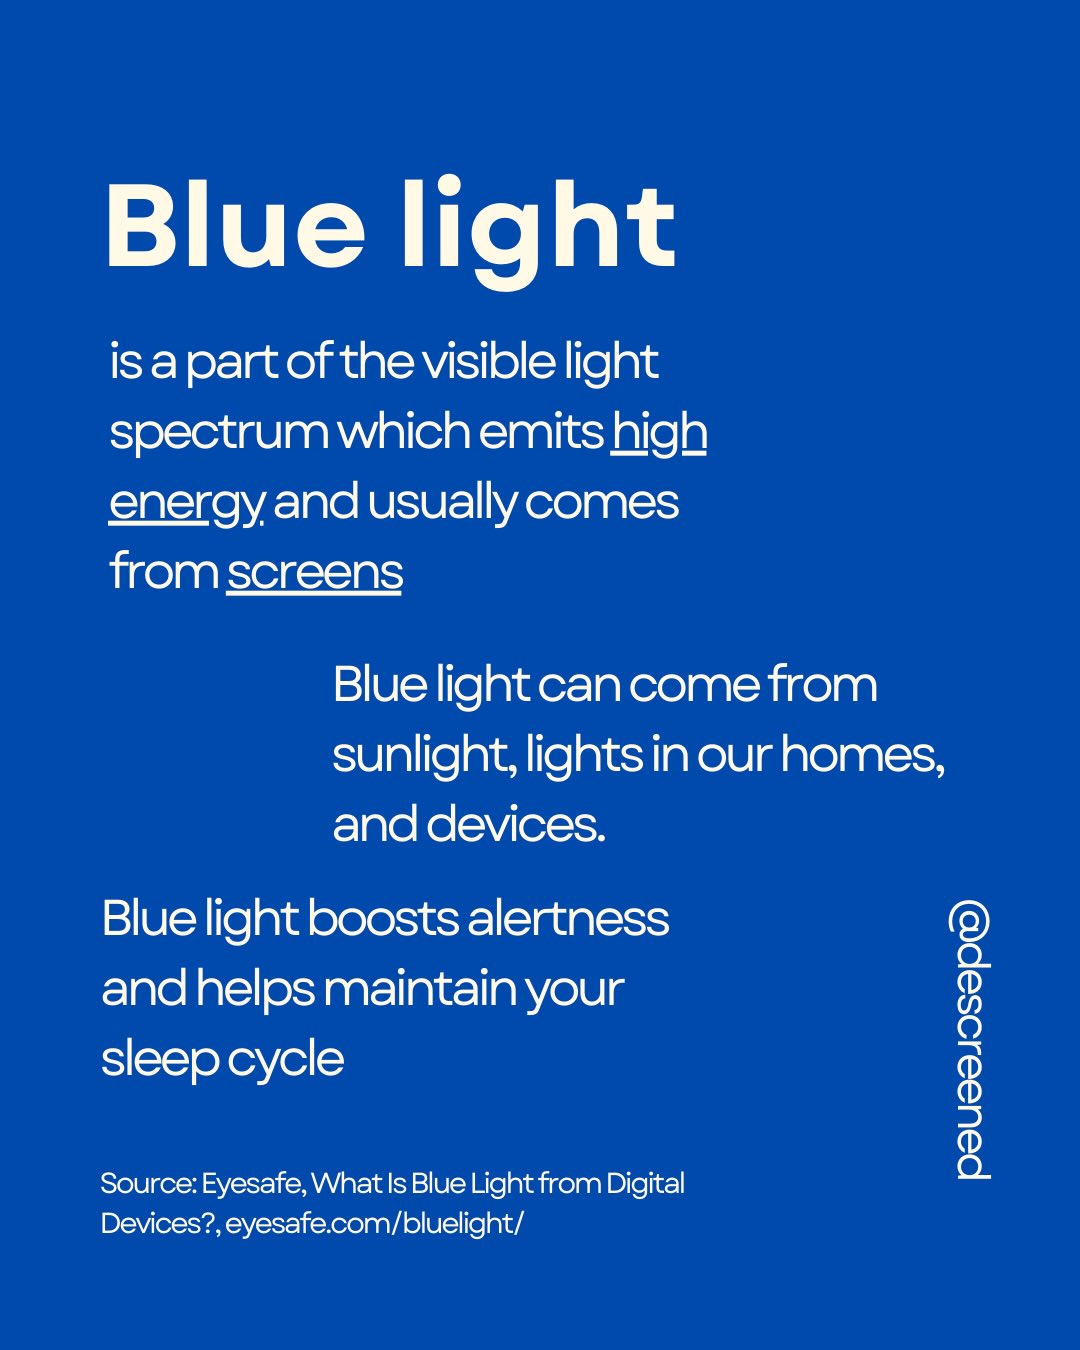 Blue light
is a part of the visible light
spectrum which emits high
energy and usually comes
from screens
Blue light can come from
sunlight, lights in our homes,
and devices.
Blue light boosts alertness
and helps maintain your
sleep cycle
@descreened
Source: Eyesafe, What Is Blue Light from Digital
Devices?, eyesafe.com/bluelight/